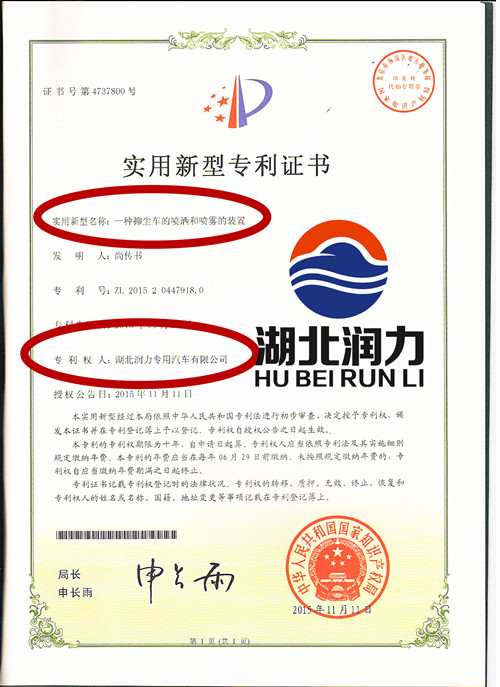 证书号第4737800号
实用新型专利证书
实用新型名称：一种抑尘车的喷洒和喷雾的装置
发明人：尚传书
专利号：ZL 2015 2 0447918.0
专利权人：湖北润力专用汽车有限公司
授权公告日：2015年11月11日
湖北润力
HU BEI RUN LI
本实用新型经过本局依照中华人民共和国专利法进行初步审查，决定授予专利权，颁
发本证书并在专利登记簿上予以登记。专利权自授权公告之日起生效。
本专利的专利权期限为十年，自申请日起算。专利权人应当依照专利法及其实施细则
规定缴纳年费。本专利的年费应当在每年06月29日前缴纳。未按照规定缴纳年费的，专
利权自应当缴纳年费期满之日起终止。
专利证书记载专利权登记时的法律状况。专利权的转移、质押、无效、终止、恢复和
专利权人的姓名或名称、国籍、地址变更等事项记载在专利登记簿上。
局长
申长雨
申长雨
中华人民共和国国家知识产权局
2015年11月11日
第1页（共1页）